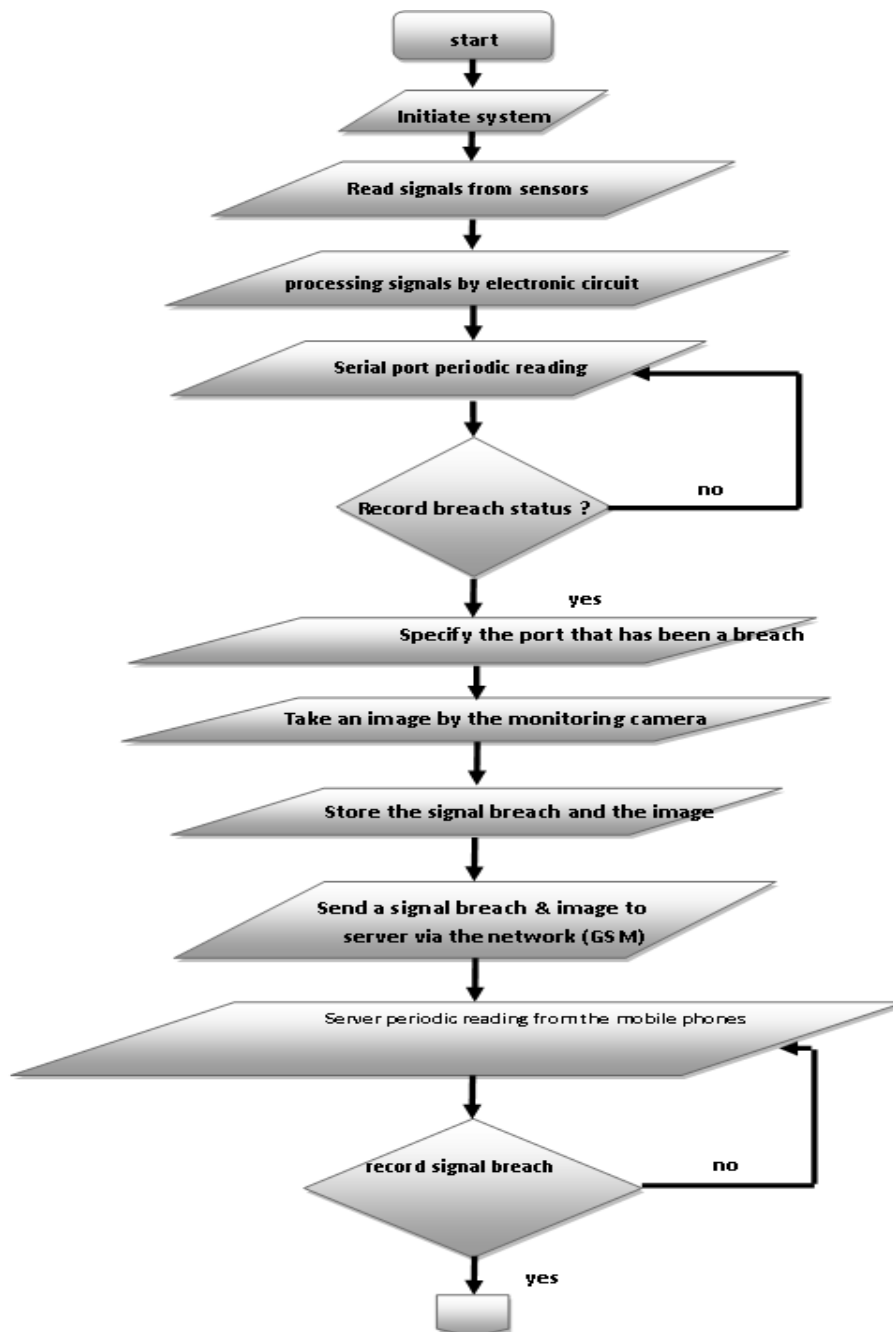 start
Initiate system
Read signals from sensors
processing signals by electronic circuit
Serial port periodic reading
no
Record breach status ?
yes
Specify the port that has been a breach
Take an image by the monitoring camera
Store the signal breach and the image
Send a signal breach & image to
server via the network (GSM)
Server periodic reading from the mobile phones
record signal breach
no
yes